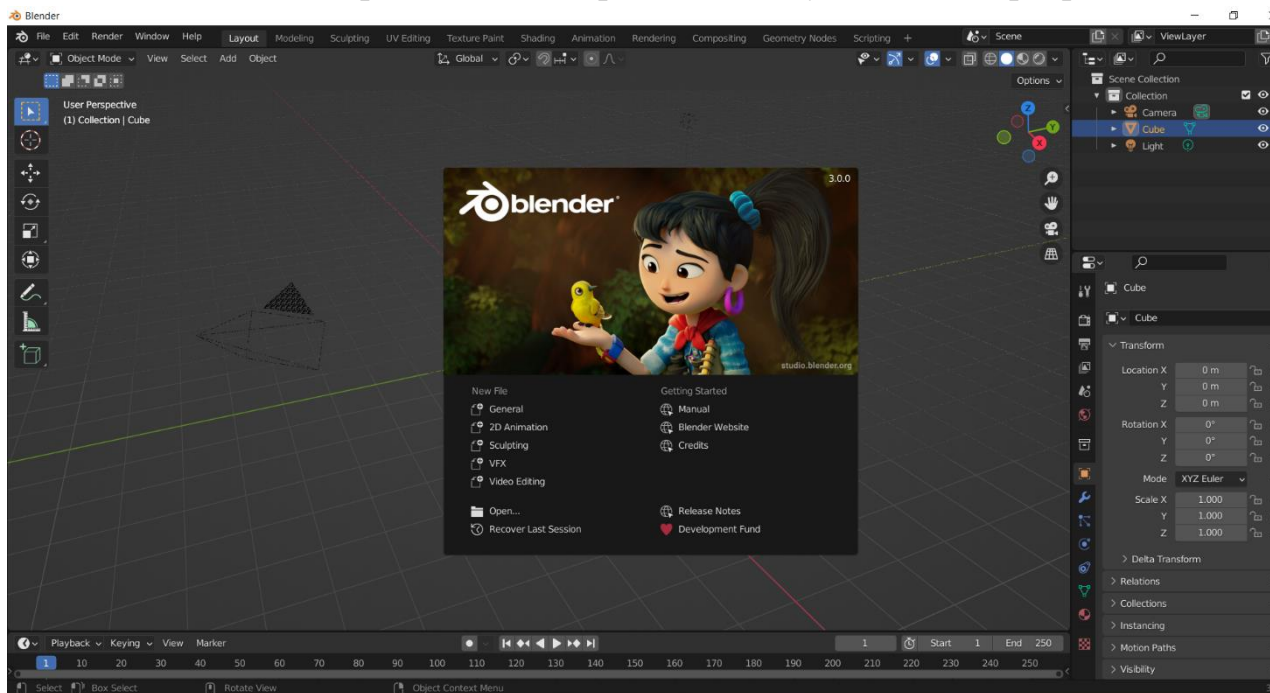 Blender
File Edit Render Window Help Layout Modeling Sculpting UV Editing Texture Paint Shading Animation Rendering Compositing Geometry Nodes Scripting + Scene ViewLayer
Object Mode View Select Add Object Global
Options
User Perspective
(1) Collection | Cube
Z
Y
X
Scene Collection
Collection
Camera
Cube
Light
blender
3.0.0
studio.blender.org
New File
General
2D Animation
Sculpting
VFX
Video Editing
Open...
Recover Last Session
Getting Started
Manual
Blender Website
Credits
Release Notes
Development Fund
Cube
Cube
Transform
Location X 0 m
Y 0 m
Z 0 m
Rotation X 0°
Y 0°
Z 0°
Mode XYZ Euler
Scale X 1.000
Y 1.000
Z 1.000
Delta Transform
Relations
Collections
Instancing
Motion Paths
Visibility
Playback Keying View Marker 1 Start 1 End 250
1 10 20 30 40 50 60 70 80 90 100 110 120 130 140 150 160 170 180 190 200 210 220 230 240 250
Select Box Select Rotate View Object Context Menu